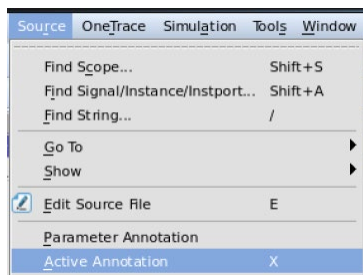 Source OneTrace Simulation Tools Window
Find Scope... Shift+S
Find Signal/Instance/Instport... Shift+A
Find String... /
Go To
Show
Edit Source File E
Parameter Annotation
Active Annotation X